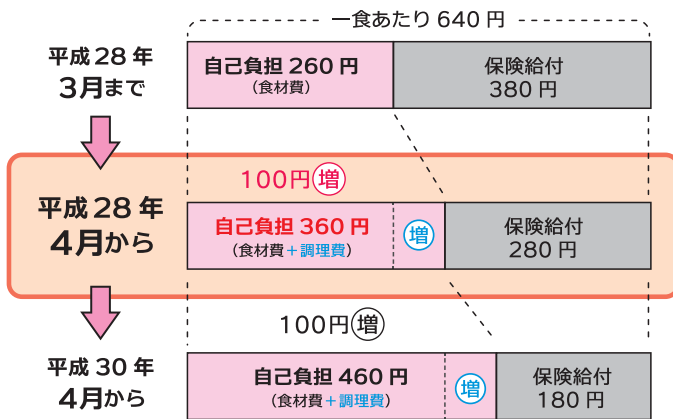 一食あたり 640 円
平成 28 年
3月まで
自己負担 260 円
(食材費)
保険給付
380 円
100円増
平成 28 年
4月から
自己負担 360 円
(食材費+調理費)
増
保険給付
280 円
100円増
平成 30 年
4月から
自己負担 460 円
(食材費+調理費)
増
保険給付
180 円